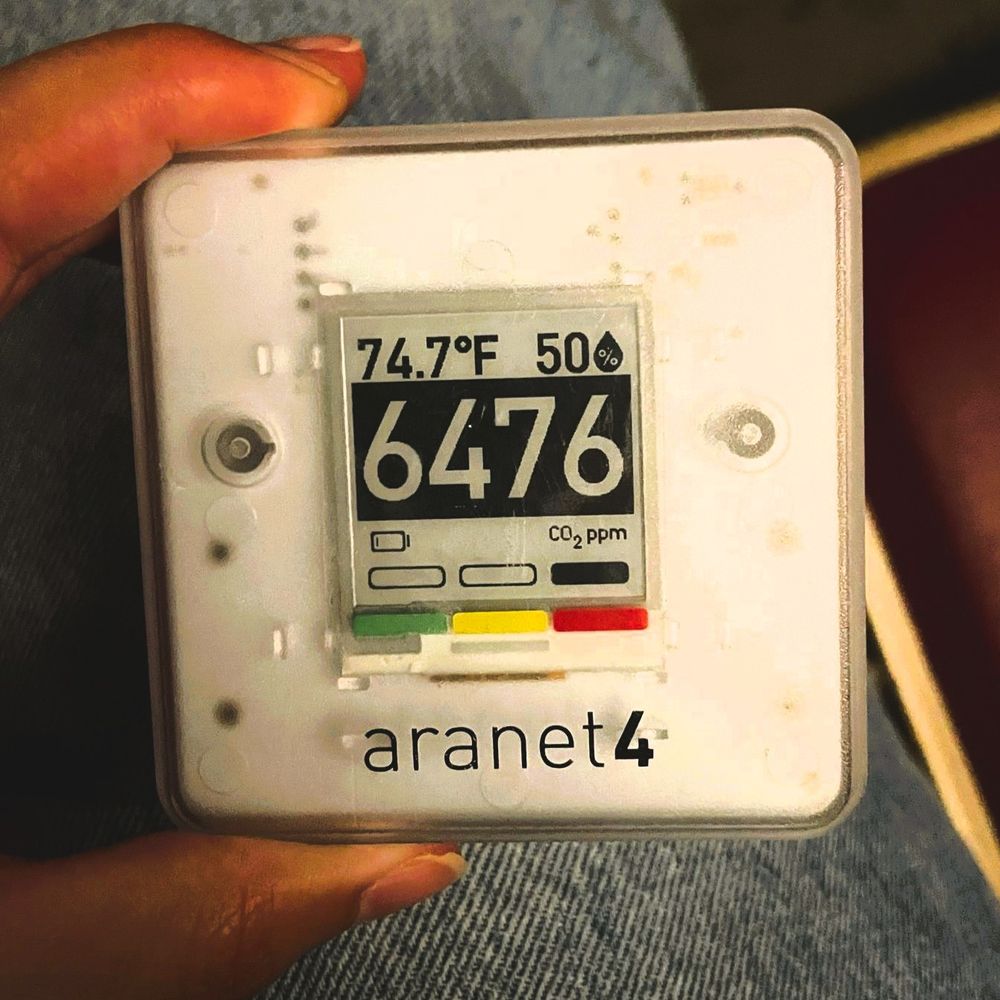 74.7°F 50%
6476
CO₂ ppm
aranet4